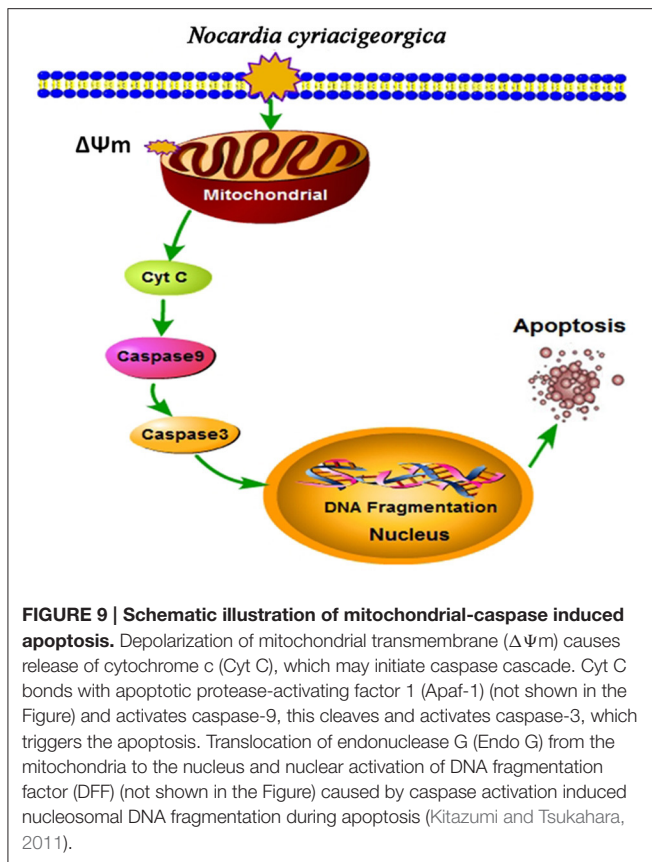 Nocardia cyriacigeorgica
ΔΨm
Mitochondrial
Cyt C
Apoptosis
Caspase9
Caspase3
DNA Fragmentation
Nucleus
FIGURE 9 | Schematic illustration of mitochondrial-caspase induced
apoptosis. Depolarization of mitochondrial transmembrane (ΔΨm) causes
release of cytochrome c (Cyt C), which may initiate caspase cascade. Cyt C
bonds with apoptotic protease-activating factor 1 (Apaf-1) (not shown in the
Figure) and activates caspase-9, this cleaves and activates caspase-3, which
triggers the apoptosis. Translocation of endonuclease G (Endo G) from the
mitochondria to the nucleus and nuclear activation of DNA fragmentation
factor (DFF) (not shown in the Figure) caused by caspase activation induced
nucleosomal DNA fragmentation during apoptosis (Kitazumi and Tsukahara,
2011).